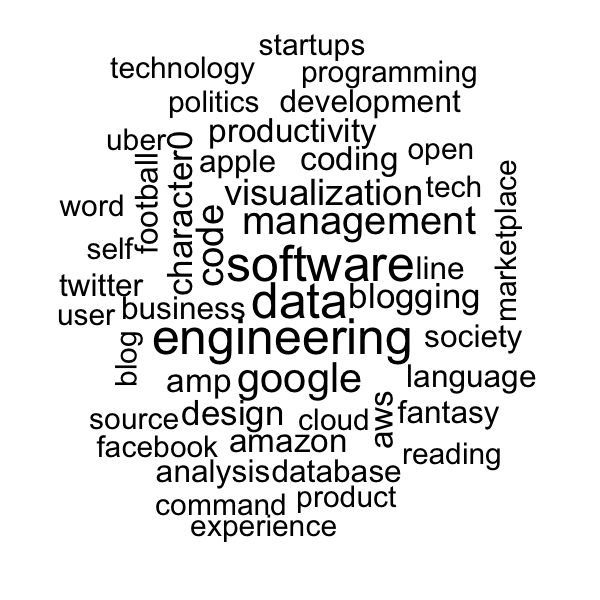 startups
technology
programming
politics
development
uber
productivity
football
character0
apple
coding
open
word
code
visualization
tech
marketplace
management
self
software
line
twitter
user
business
data
blogging
blog
engineering
society
amp
google
language
source
design
cloud
aws
fantasy
facebook
amazon
reading
analysis
database
command
product
experience